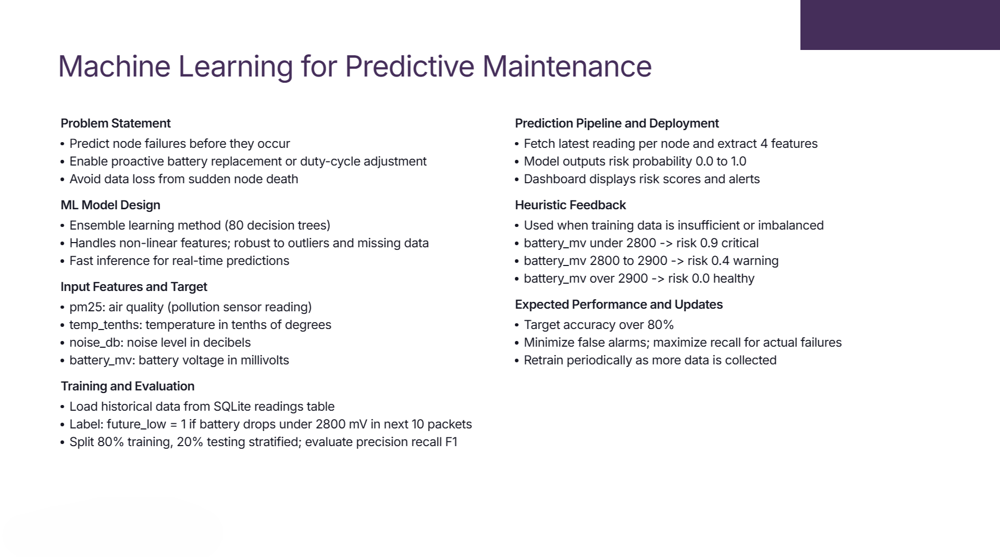 Machine Learning for Predictive Maintenance
Problem Statement
• Predict node failures before they occur
• Enable proactive battery replacement or duty-cycle adjustment
• Avoid data loss from sudden node death
ML Model Design
• Ensemble learning method (80 decision trees)
• Handles non-linear features; robust to outliers and missing data
• Fast inference for real-time predictions
Input Features and Target
• pm25: air quality (pollution sensor reading)
• temp_tenths: temperature in tenths of degrees
• noise_db: noise level in decibels
• battery_mv: battery voltage in millivolts
Training and Evaluation
• Load historical data from SQLite readings table
• Label: future_low = 1 if battery drops under 2800 mV in next 10 packets
• Split 80% training, 20% testing stratified; evaluate precision recall F1
Prediction Pipeline and Deployment
• Fetch latest reading per node and extract 4 features
• Model outputs risk probability 0.0 to 1.0
• Dashboard displays risk scores and alerts
Heuristic Feedback
• Used when training data is insufficient or imbalanced
• battery_mv under 2800 -> risk 0.9 critical
• battery_mv 2800 to 2900 -> risk 0.4 warning
• battery_mv over 2900 -> risk 0.0 healthy
Expected Performance and Updates
• Target accuracy over 80%
• Minimize false alarms; maximize recall for actual failures
• Retrain periodically as more data is collected